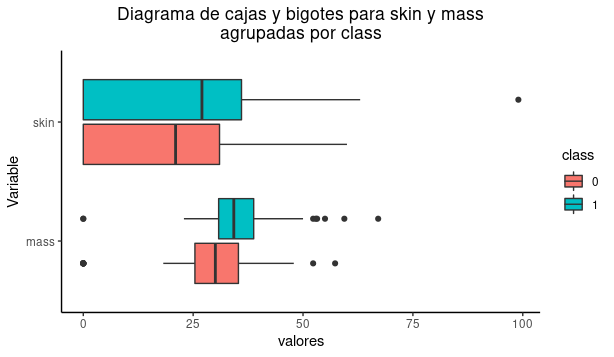 Diagrama de cajas y bigotes para skin y mass
agrupadas por class
Variable
skin
mass
0
25
50
75
100
valores
class
0
1